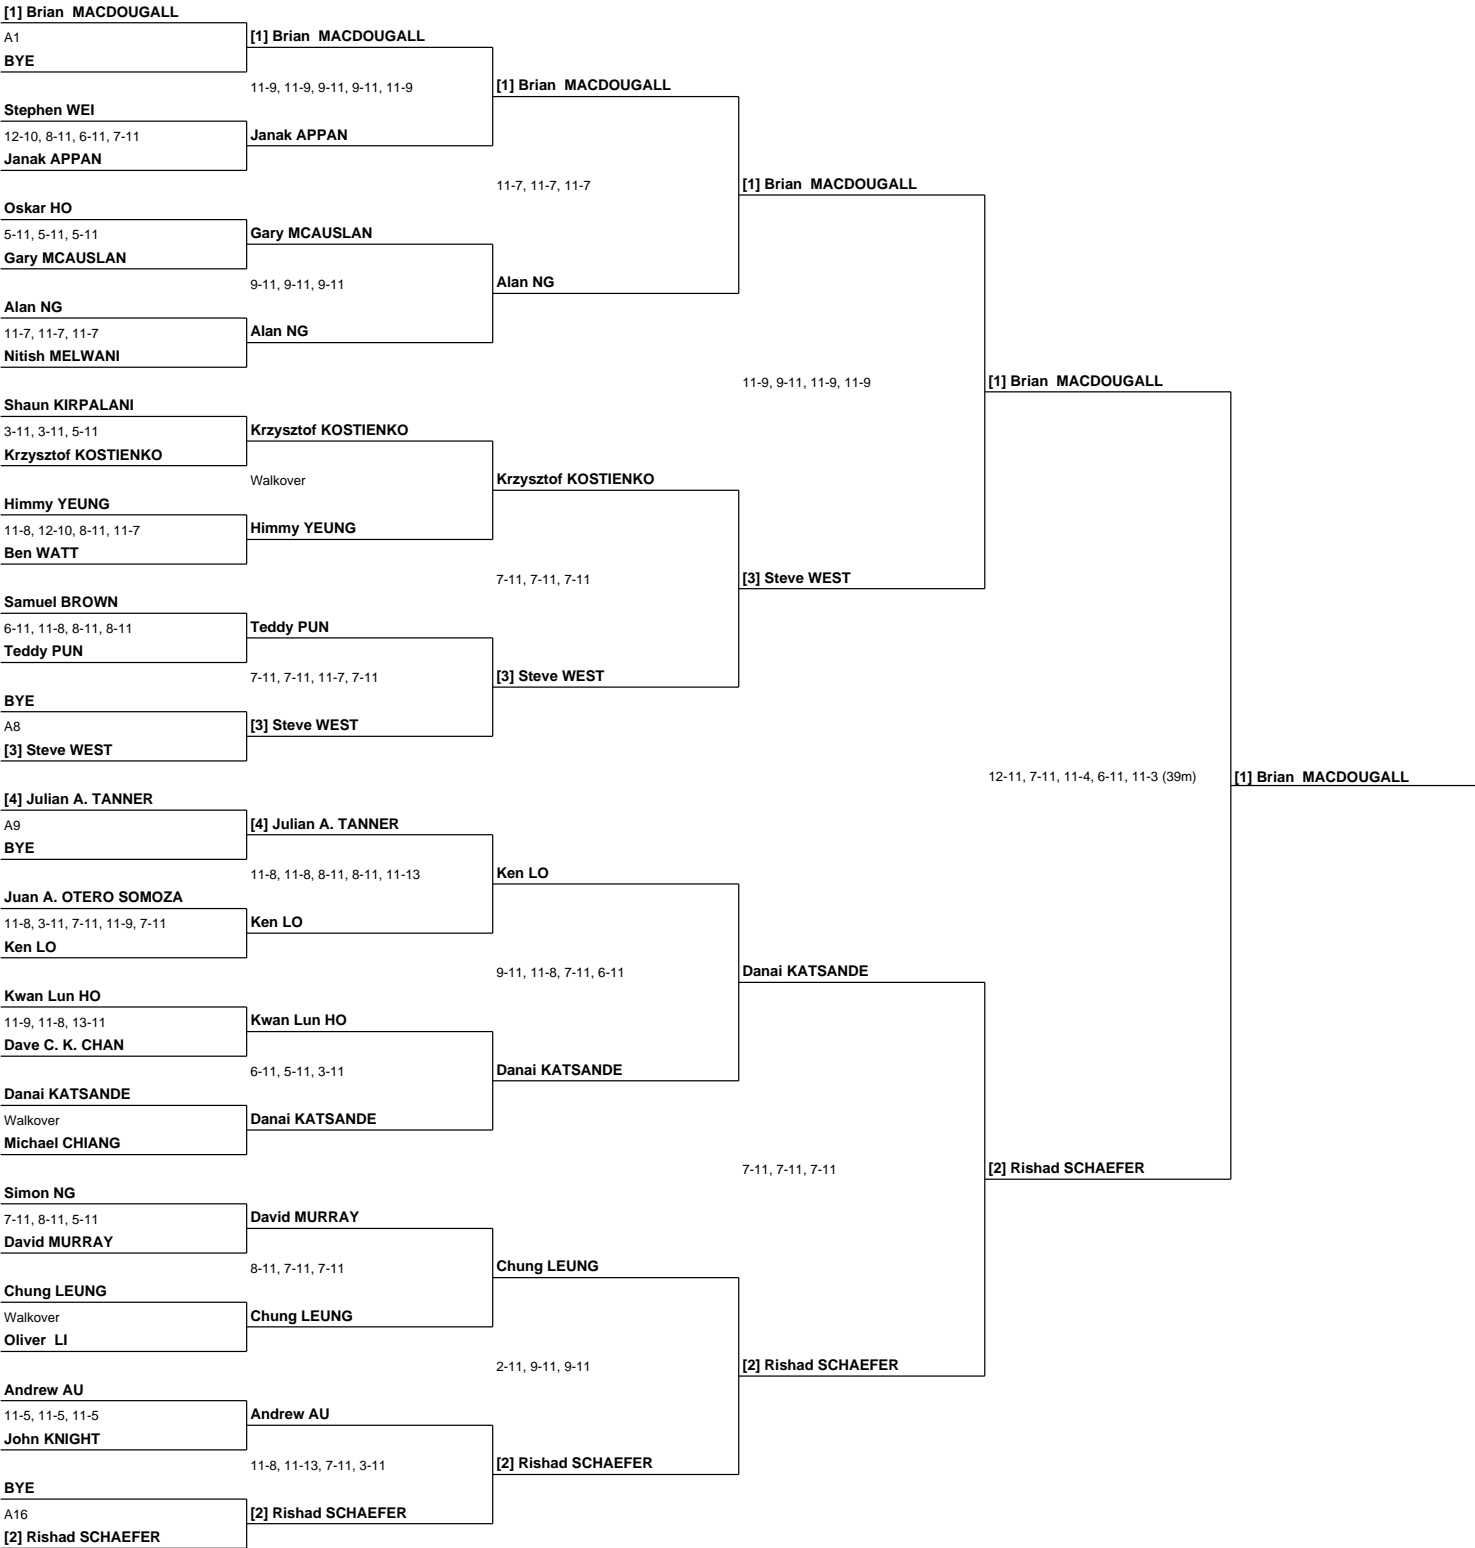 [1] Brian  MACDOUGALL
A1
BYE
[1] Brian  MACDOUGALL
11-9, 11-9, 9-11, 9-11, 11-9
[1] Brian  MACDOUGALL
Stephen WEI
12-10, 8-11, 6-11, 7-11
Janak APPAN
Janak APPAN
11-7, 11-7, 11-7
[1] Brian  MACDOUGALL
Oskar HO
5-11, 5-11, 5-11
Gary MCAUSLAN
Gary MCAUSLAN
9-11, 9-11, 9-11
Alan NG
Alan NG
11-7, 11-7, 11-7
Nitish MELWANI
Alan NG
11-9, 9-11, 11-9, 11-9
[1] Brian  MACDOUGALL
Shaun KIRPALANI
3-11, 3-11, 5-11
Krzysztof KOSTIENKO
Krzysztof KOSTIENKO
Walkover
Krzysztof KOSTIENKO
Himmy YEUNG
11-8, 12-10, 8-11, 11-7
Ben WATT
Himmy YEUNG
7-11, 7-11, 7-11
[3] Steve WEST
Samuel BROWN
6-11, 11-8, 8-11, 8-11
Teddy PUN
Teddy PUN
7-11, 7-11, 11-7, 7-11
[3] Steve WEST
BYE
A8
[3] Steve WEST
[3] Steve WEST
12-11, 7-11, 11-4, 6-11, 11-3 (39m)
[1] Brian  MACDOUGALL
[4] Julian A. TANNER
A9
BYE
[4] Julian A. TANNER
11-8, 11-8, 8-11, 8-11, 11-13
Ken LO
Juan A. OTERO SOMOZA
11-8, 3-11, 7-11, 11-9, 7-11
Ken LO
Ken LO
9-11, 11-8, 7-11, 6-11
Danai KATSANDE
Kwan Lun HO
11-9, 11-8, 13-11
Dave C. K. CHAN
Kwan Lun HO
6-11, 5-11, 3-11
Danai KATSANDE
Danai KATSANDE
Walkover
Michael CHIANG
Danai KATSANDE
7-11, 7-11, 7-11
[2] Rishad SCHAEFER
Simon NG
7-11, 8-11, 5-11
David MURRAY
David MURRAY
8-11, 7-11, 7-11
Chung LEUNG
Chung LEUNG
Walkover
Oliver  LI
Chung LEUNG
2-11, 9-11, 9-11
[2] Rishad SCHAEFER
Andrew AU
11-5, 11-5, 11-5
John KNIGHT
Andrew AU
11-8, 11-13, 7-11, 3-11
[2] Rishad SCHAEFER
BYE
A16
[2] Rishad SCHAEFER
[2] Rishad SCHAEFER